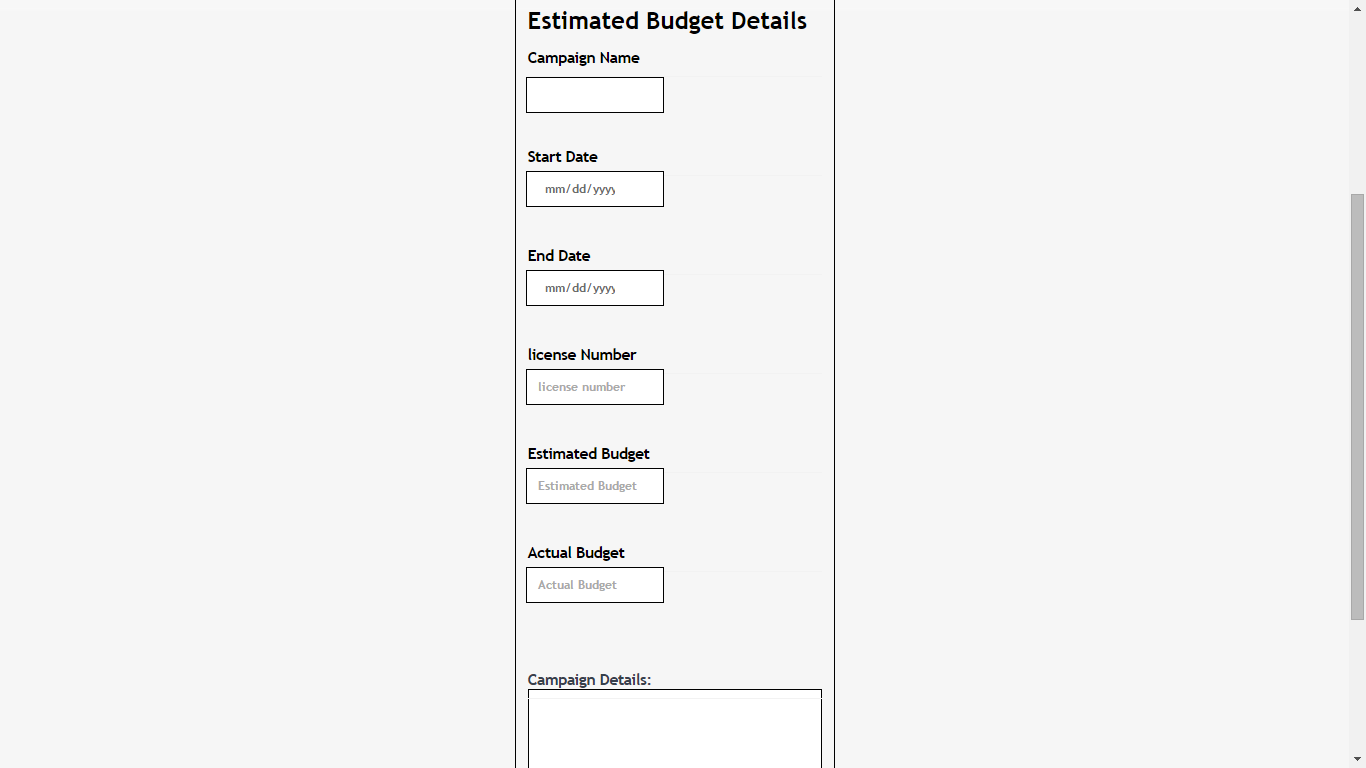 Estimated Budget Details
Campaign Name
Start Date
mm/dd/yyyy
End Date
mm/dd/yyyy
license Number
license number
Estimated Budget
Estimated Budget
Actual Budget
Actual Budget
Campaign Details: